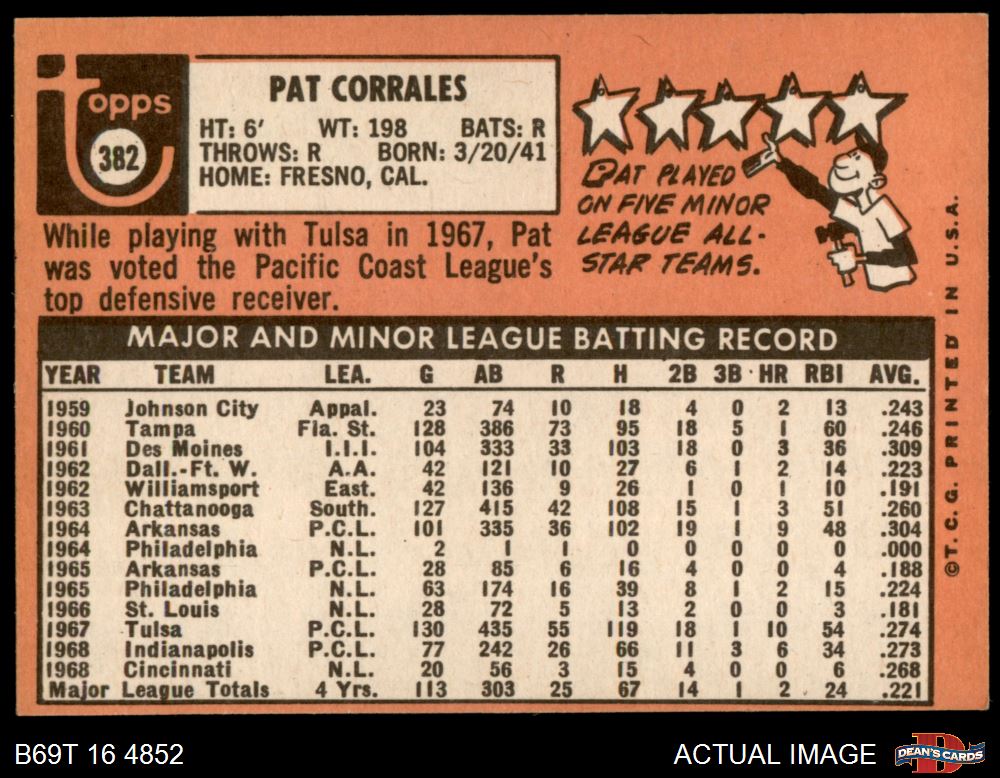 Topps
382
PAT CORRALES
HT: 6' WT: 198 BATS: R
THROWS: R BORN: 3/20/41
HOME: FRESNO, CAL.
While playing with Tulsa in 1967, Pat
was voted the Pacific Coast League's
top defensive receiver.
PAT PLAYED
ON FIVE MINOR
LEAGUE ALL-
STAR TEAMS.
MAJOR AND MINOR LEAGUE BATTING RECORD
YEAR TEAM LEA. G AB R H 2B 3B HR RBI AVG.
1959 Johnson City Appal. 23 74 10 18 4 0 2 13 .243
1960 Tampa Fla. St. 128 386 73 95 18 5 1 60 .246
1961 Des Moines I.I.I. 104 333 33 103 18 0 3 36 .309
1962 Dall.-Ft. W. A.A. 42 121 10 27 6 1 2 14 .223
1962 Williamsport East. 42 136 9 26 1 0 1 10 .191
1963 Chattanooga South. 127 415 42 108 15 1 3 51 .260
1964 Arkansas P.C.L. 101 335 36 102 19 1 9 48 .304
1964 Philadelphia N.L. 2 1 1 0 0 0 0 0 .000
1965 Arkansas P.C.L. 28 85 6 16 4 0 0 4 .188
1965 Philadelphia N.L. 63 174 16 39 8 1 2 15 .224
1966 St. Louis N.L. 28 72 5 13 2 0 0 3 .181
1967 Tulsa P.C.L. 130 435 55 119 18 1 10 54 .274
1968 Indianapolis P.C.L. 77 242 26 66 11 3 6 34 .273
1968 Cincinnati N.L. 20 56 3 15 4 0 0 6 .268
Major League Totals 4 Yrs. 113 303 25 67 14 1 2 24 .221
©T.C.G. PRINTED IN U.S.A.
B69T 16 4852
ACTUAL IMAGE
DEAN'S CARDS